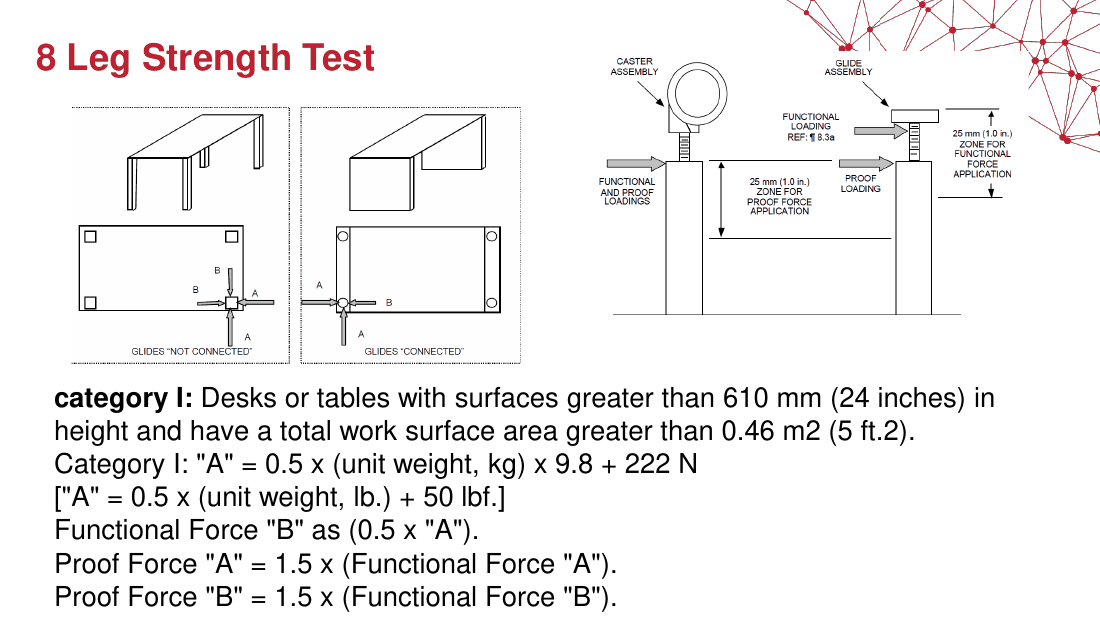 8 Leg Strength Test
B
B
A
A
GLIDES "NOT CONNECTED"
A
B
A
GLIDES "CONNECTED"
CASTER
ASSEMBLY
GLIDE
ASSEMBLY
FUNCTIONAL
LOADING
REF: ¶ 8.3a
25 mm (1.0 in.)
ZONE FOR
FUNCTIONAL
FORCE
APPLICATION
FUNCTIONAL
AND PROOF
LOADINGS
25 mm (1.0 in.)
ZONE FOR
PROOF FORCE
APPLICATION
PROOF
LOADING
category I: Desks or tables with surfaces greater than 610 mm (24 inches) in
height and have a total work surface area greater than 0.46 m2 (5 ft.2).
Category I: "A" = 0.5 x (unit weight, kg) x 9.8 + 222 N
["A" = 0.5 x (unit weight, lb.) + 50 lbf.]
Functional Force "B" as (0.5 x "A").
Proof Force "A" = 1.5 x (Functional Force "A").
Proof Force "B" = 1.5 x (Functional Force "B").